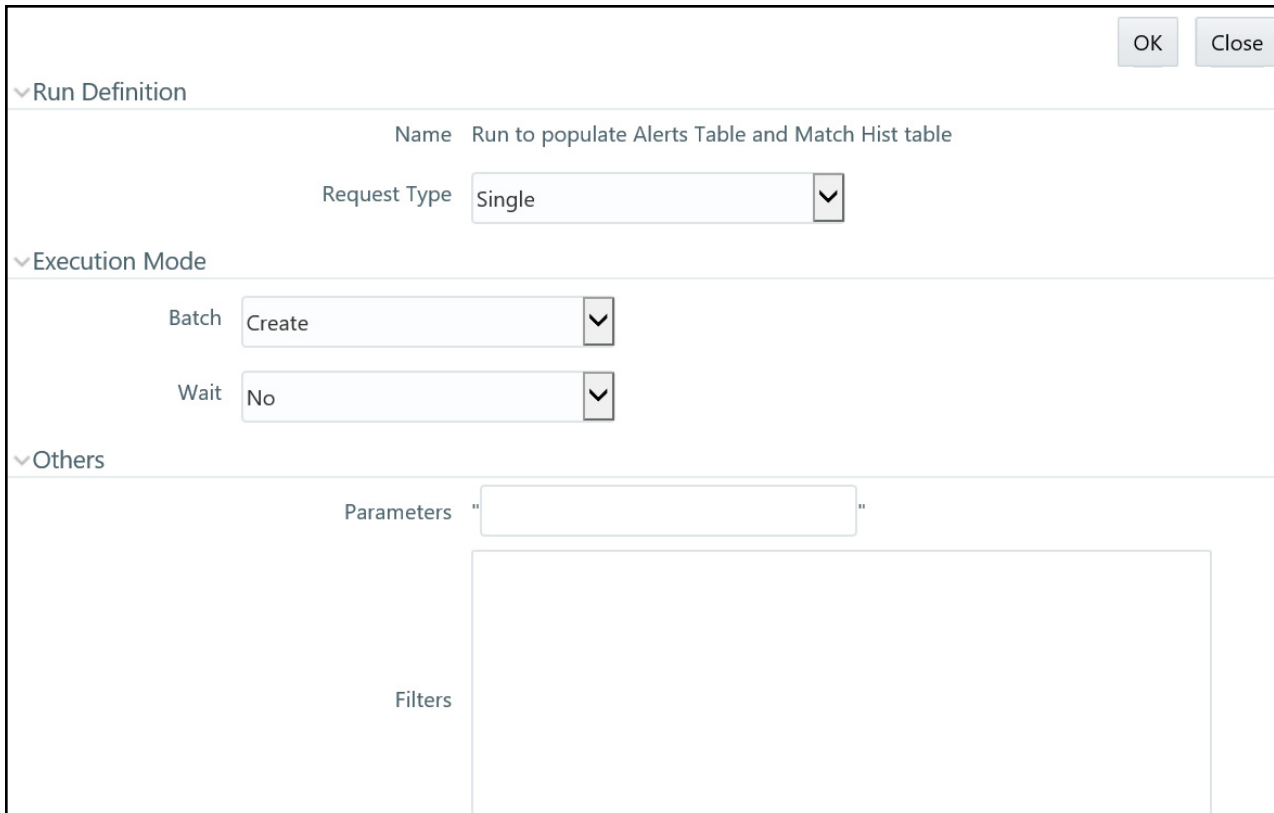 OK Close
Run Definition
Name Run to populate Alerts Table and Match Hist table
Request Type Single
Execution Mode
Batch Create
Wait No
Others
Parameters " "
Filters